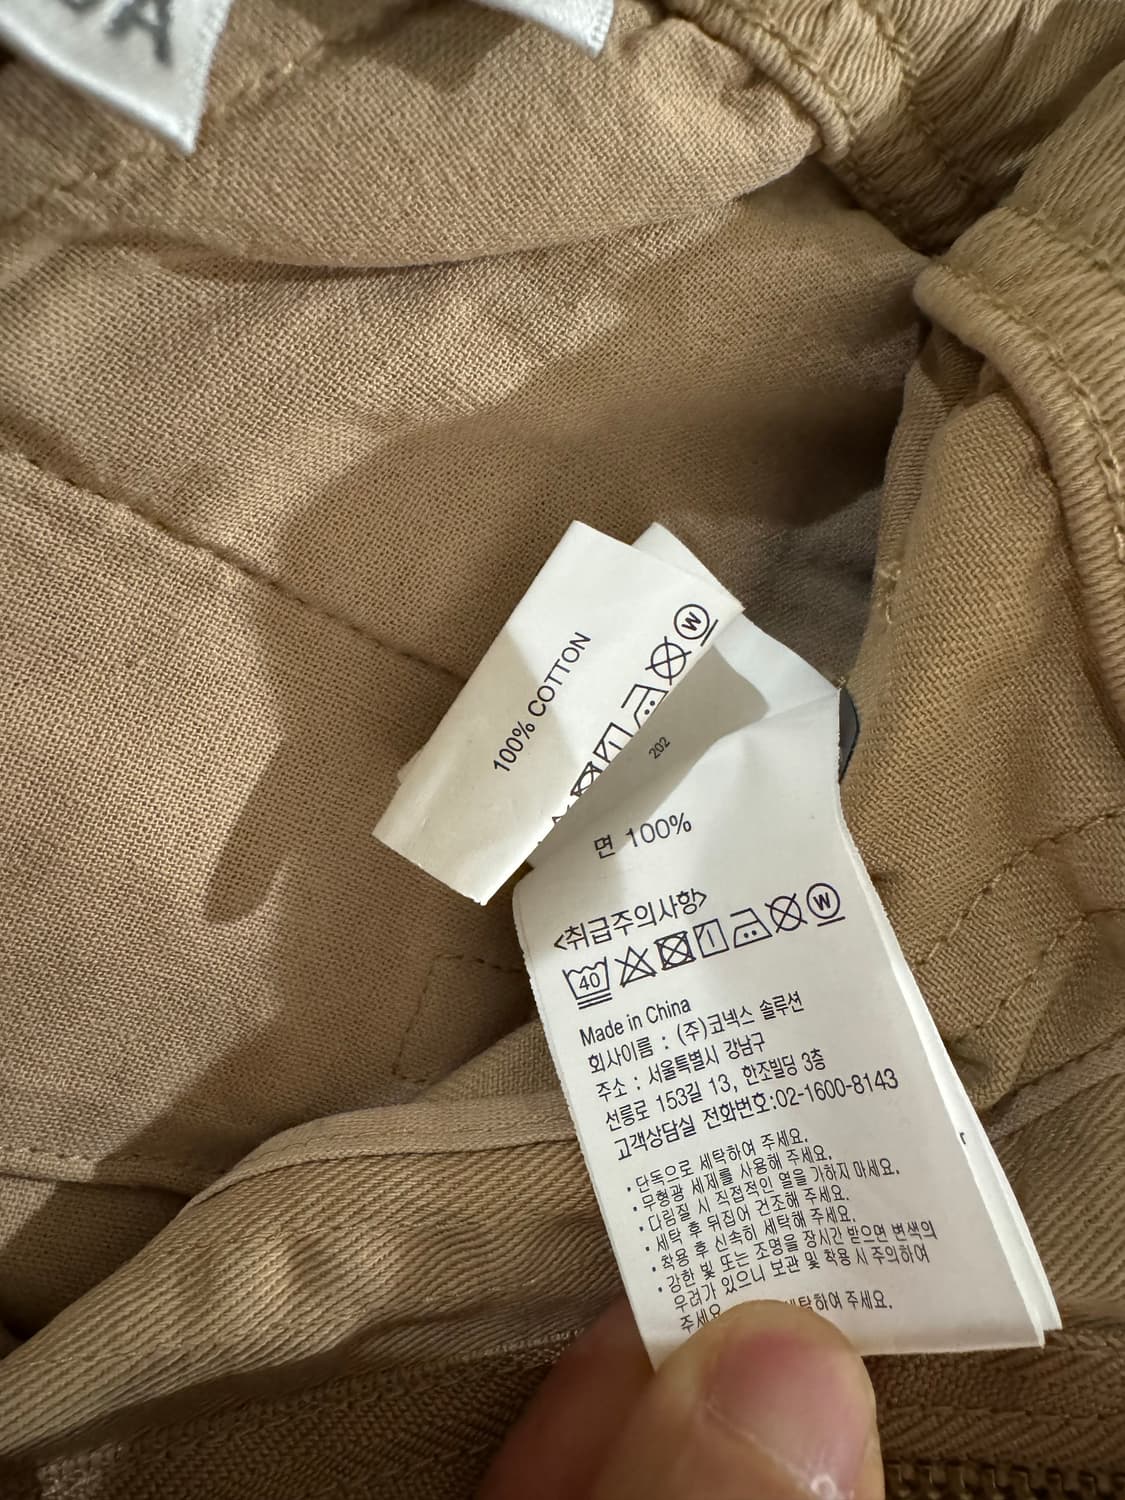 100% COTTON
W
202
면 100%
<취급주의사항>
40 W
Made in China
회사이름 : (주)코넥스 솔루션
주소 : 서울특별시 강남구
선릉로 153길 13, 한조빌딩 3층
고객상담실 전화번호:02-1600-8143
· 단독으로 세탁하여 주세요.
· 무형광 세제를 사용해 주세요.
· 다림질 시 직접적인 열을 가하지 마세요.
· 세탁 후 뒤집어 건조해 주세요.
· 착용 후 신속히 세탁해 주세요.
· 강한 빛 또는 조명을 장시간 받으면 변색의
우려가 있으니 보관 및 착용 시 주의하여
주세요
세탁하여 주세요.